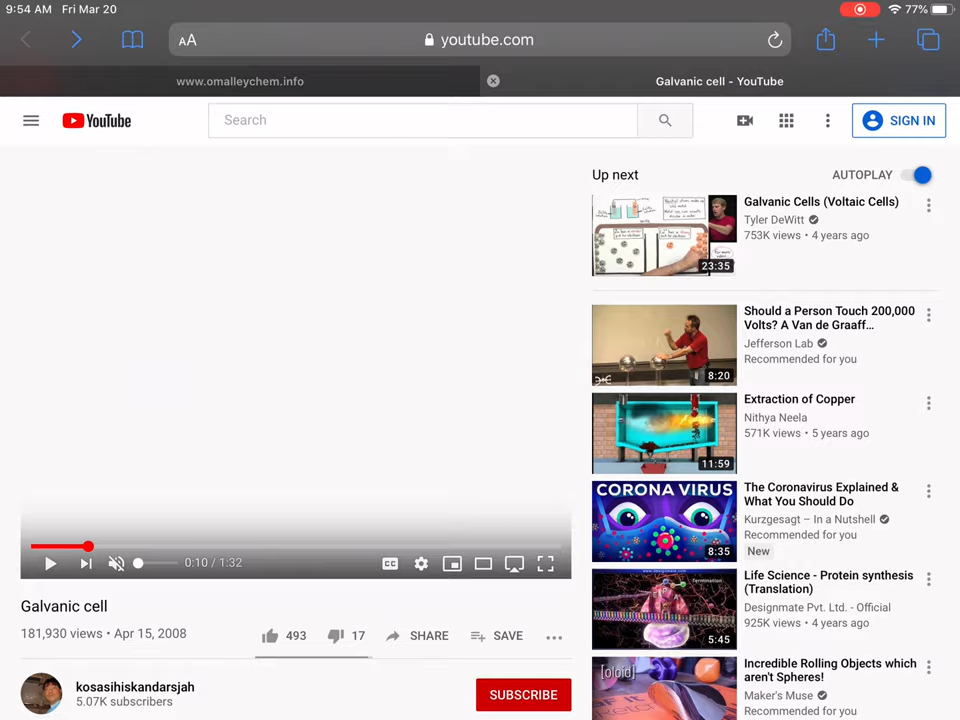 9:54 AM Fri Mar 20
77%
AA
youtube.com
www.omalleychem.info
Galvanic cell - YouTube
YouTube
Search
SIGN IN
Up next
AUTOPLAY
Galvanic Cells (Voltaic Cells)
Tyler DeWitt
753K views • 4 years ago
23:35
Should a Person Touch 200,000
Volts? A Van de Graaff...
Jefferson Lab
Recommended for you
8:20
Extraction of Copper
Nithya Neela
571K views • 5 years ago
11:59
CORONA VIRUS
8:35
The Coronavirus Explained &
What You Should Do
Kurzgesagt – In a Nutshell
Recommended for you
New
Termination
5:45
Life Science - Protein synthesis
(Translation)
Designmate Pvt. Ltd. - Official
925K views • 4 years ago
[oloid]
Incredible Rolling Objects which
aren't Spheres!
Maker's Muse
Recommended for you
0:10 / 1:32
CC
Galvanic cell
181,930 views • Apr 15, 2008
493
17
SHARE
SAVE
kosasihiskandarsjah
5.07K subscribers
SUBSCRIBE